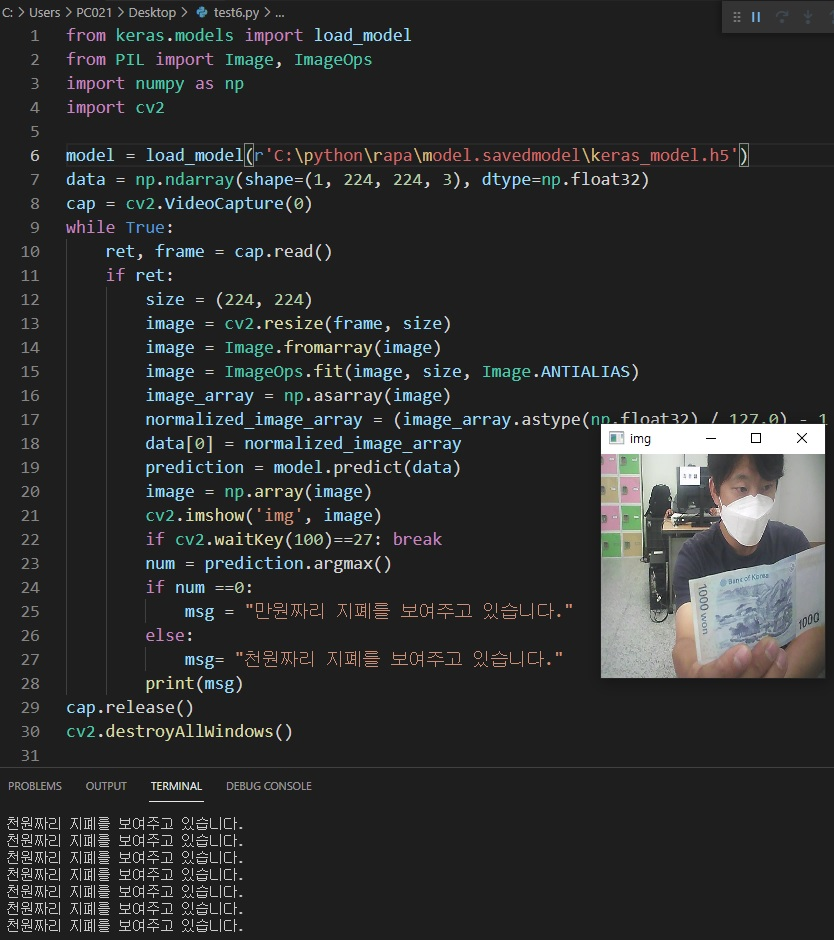 C: > Users > PC021 > Desktop > test6.py > ...
1 from keras.models import load_model
2 from PIL import Image, ImageOps
3 import numpy as np
4 import cv2
5
6 model = load_model(r'C:\python\rapa\model.savedmodel\keras_model.h5')
7 data = np.ndarray(shape=(1, 224, 224, 3), dtype=np.float32)
8 cap = cv2.VideoCapture(0)
9 while True:
10     ret, frame = cap.read()
11     if ret:
12         size = (224, 224)
13         image = cv2.resize(frame, size)
14         image = Image.fromarray(image)
15         image = ImageOps.fit(image, size, Image.ANTIALIAS)
16         image_array = np.asarray(image)
17         normalized_image_array = (image_array.astype(np.float32) / 127.0) - 1
18         data[0] = normalized_image_array
19         prediction = model.predict(data)
20         image = np.array(image)
21         cv2.imshow('img', image)
22         if cv2.waitKey(100)==27: break
23         num = prediction.argmax()
24         if num ==0:
25             msg = "만원짜리 지폐를 보여주고 있습니다."
26         else:
27             msg= "천원짜리 지폐를 보여주고 있습니다."
28         print(msg)
29 cap.release()
30 cv2.destroyAllWindows()
31
img
Bank of Korea
1000 won
1000
PROBLEMS OUTPUT TERMINAL DEBUG CONSOLE
천원짜리 지폐를 보여주고 있습니다.
천원짜리 지폐를 보여주고 있습니다.
천원짜리 지폐를 보여주고 있습니다.
천원짜리 지폐를 보여주고 있습니다.
천원짜리 지폐를 보여주고 있습니다.
천원짜리 지폐를 보여주고 있습니다.
천원짜리 지폐를 보여주고 있습니다.